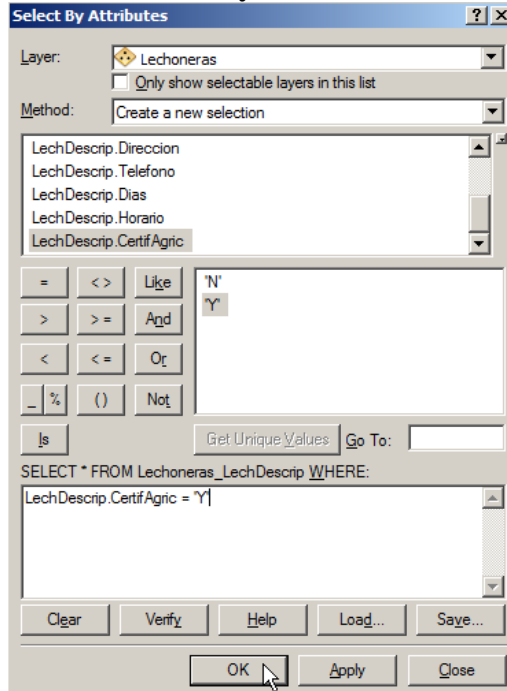 Select By Attributes
Layer: Lechoneras
Only show selectable layers in this list
Method: Create a new selection
LechDescrip.Direccion
LechDescrip.Telefono
LechDescrip.Dias
LechDescrip.Horario
LechDescrip.CertifAgric
= <> Like 'N'
> >= And 'Y'
< <= Or
_ % () Not
Is Get Unique Values Go To:
SELECT * FROM Lechoneras_LechDescrip WHERE:
LechDescrip.CertifAgric = 'Y'
Clear Verify Help Load... Save...
OK Apply Close